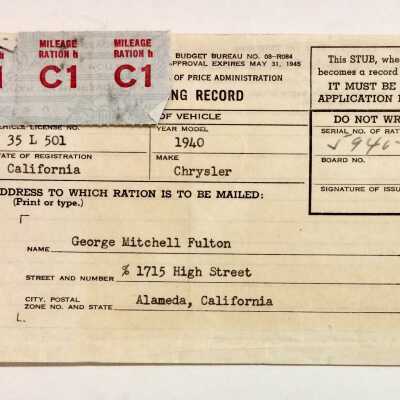 MILEAGE MILEAGE
RATION h RATION h
1 C1 C1
BUDGET BUREAU NO. 08-R084
APPROVAL EXPIRES MAY 31, 1945
OF PRICE ADMINISTRATION
NG RECORD
OF VEHICLE
VEHICLE LICENSE NO. YEAR MODEL
35 L 501 1940
STATE OF REGISTRATION MAKE
California Chrysler
ADDRESS TO WHICH RATION IS TO BE MAILED:
(Print or type.)
NAME George Mitchell Fulton
STREET AND NUMBER % 1715 High Street
CITY, POSTAL
ZONE NO. AND STATE Alameda, California
This STUB, whe
becomes a record
IT MUST BE
APPLICATION
DO NOT WR
SERIAL NO. OF RAT
BOARD NO.
SIGNATURE OF ISSU